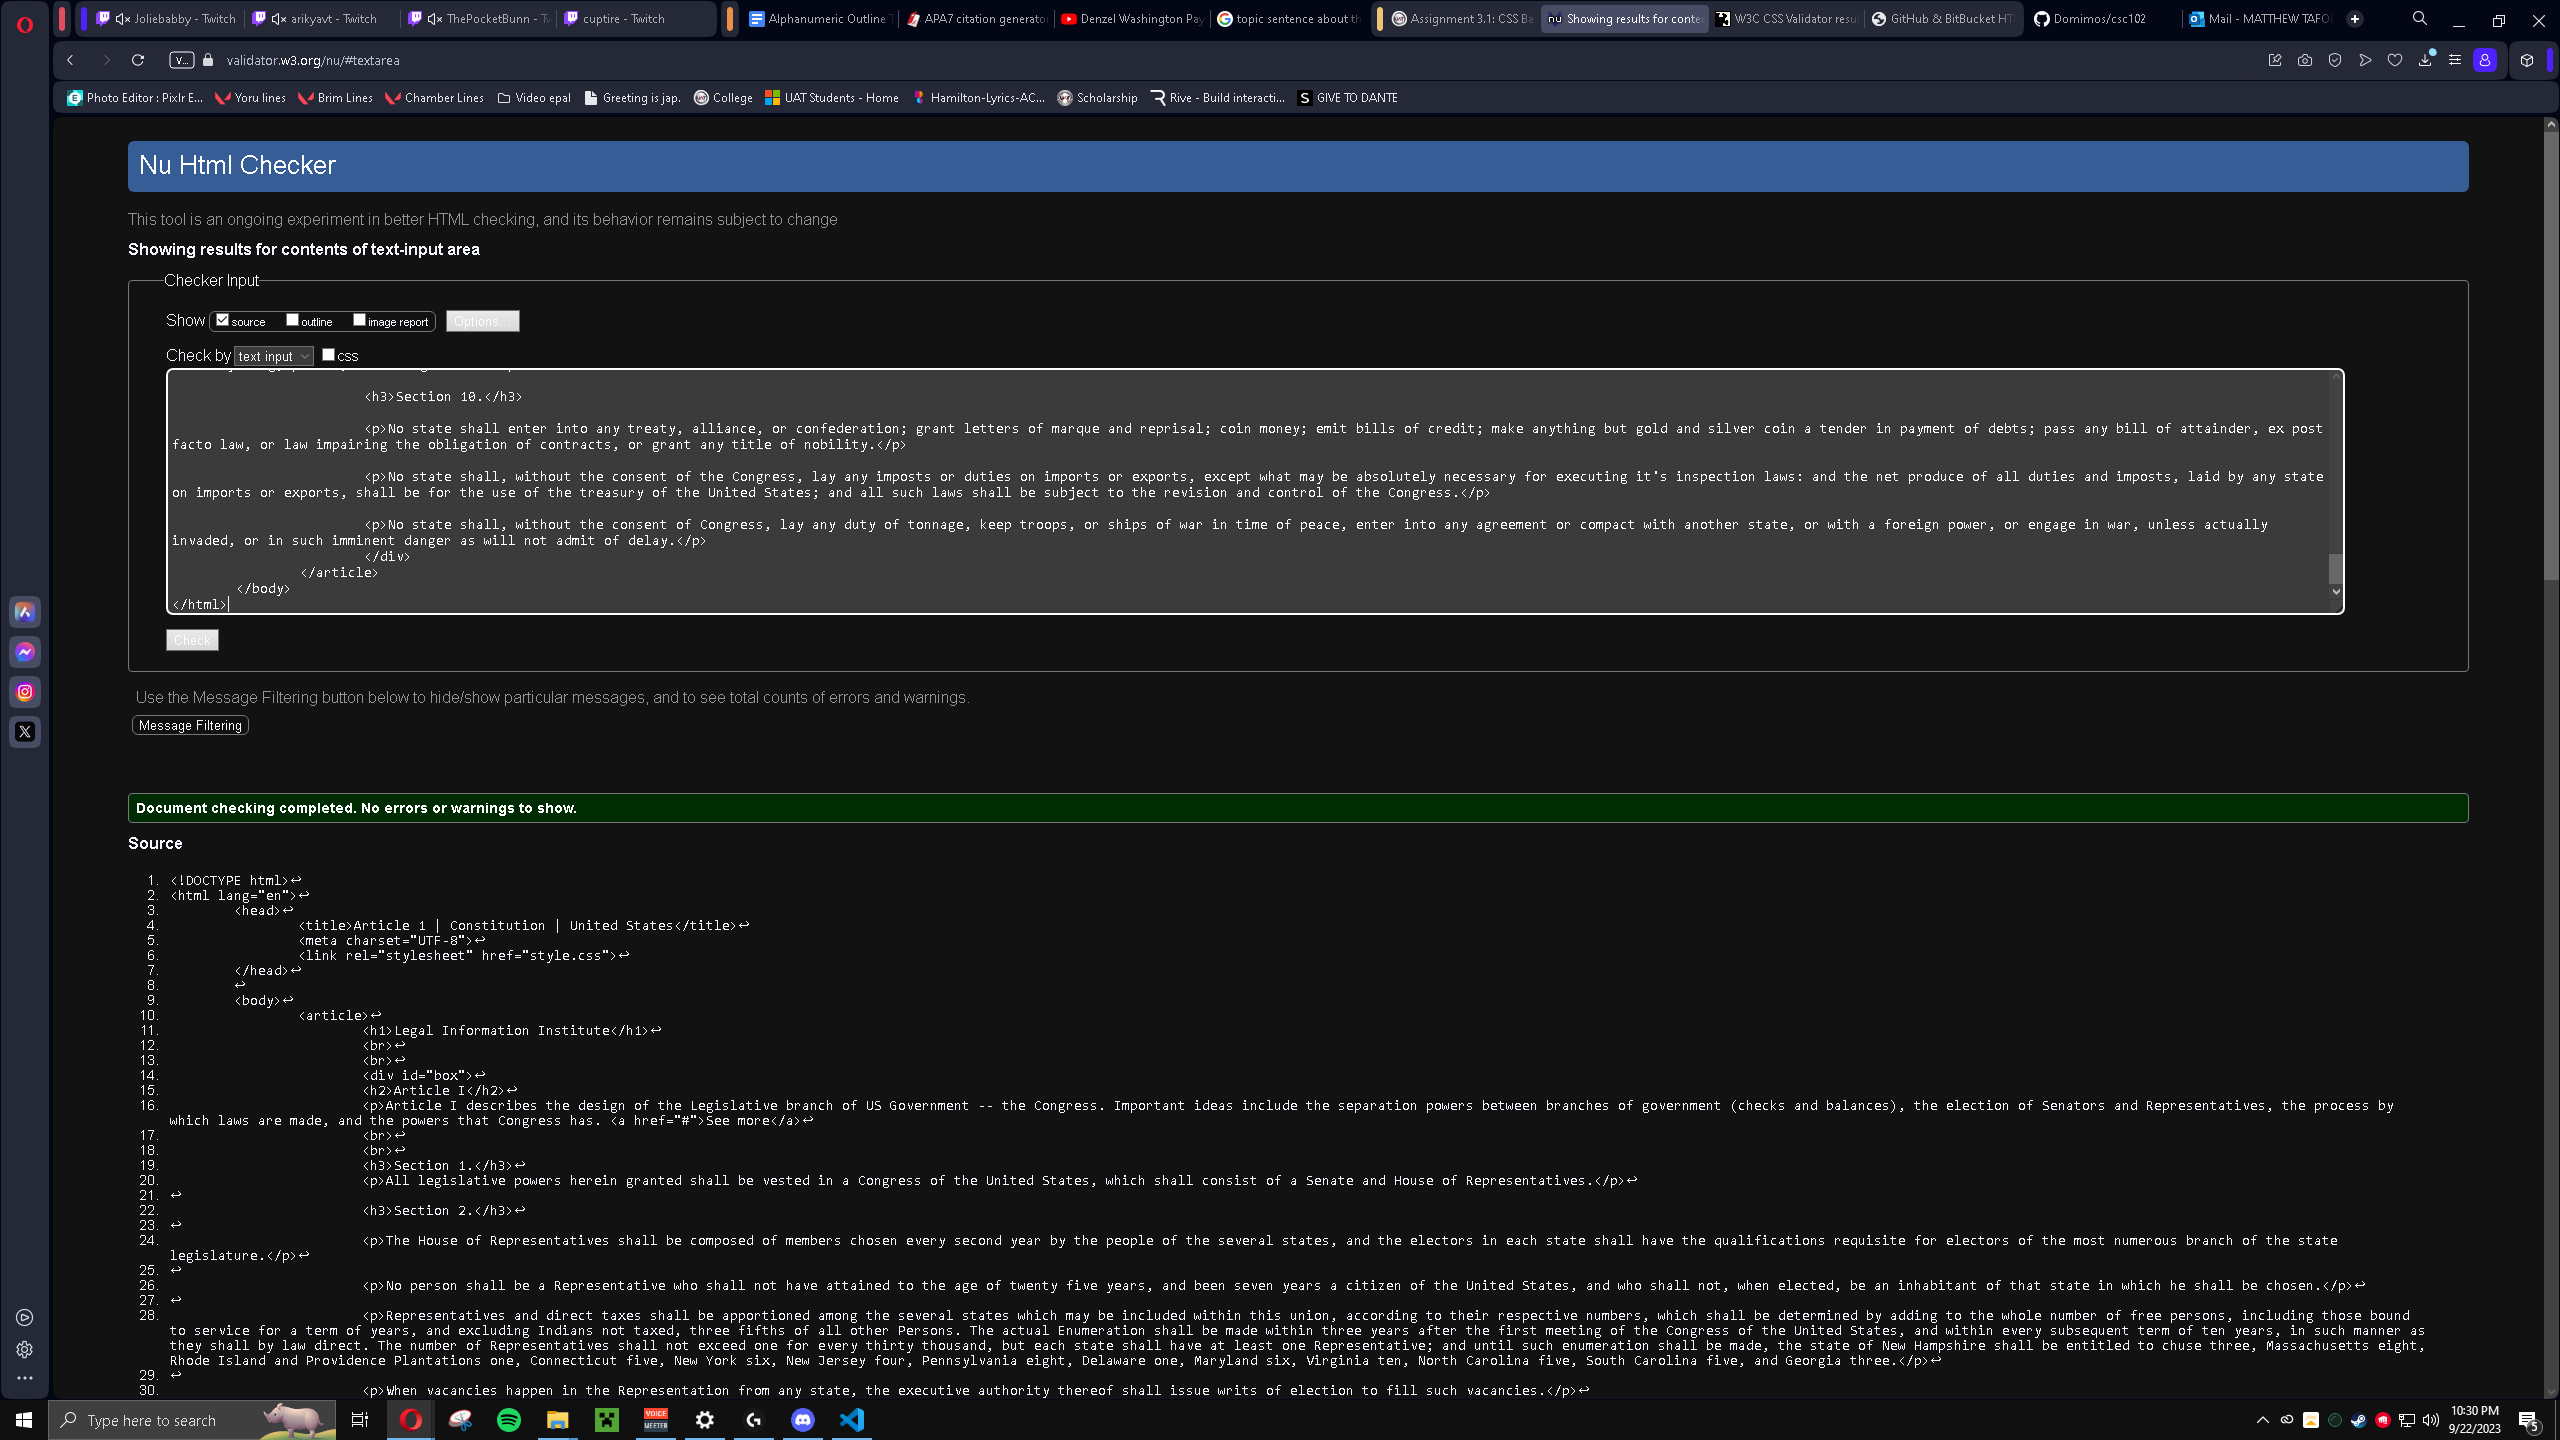 Joliebabby - Twitch
arikyavt - Twitch
ThePocketBunn - Tw
cuptire - Twitch
Alphanumeric Outline T
APA7 citation generator
Denzel Washington Pay
topic sentence about th
Assignment 3.1: CSS Ba
Showing results for conte
W3C CSS Validator resul
GitHub & BitBucket HT
Domimos/csc102
Mail - MATTHEW TAFO
V...
validator.w3.org/nu/#textarea
Photo Editor : Pixlr E...
Yoru lines
Brim Lines
Chamber Lines
Video epal
Greeting is jap.
College
UAT Students - Home
Hamilton-Lyrics-AC...
Scholarship
Rive - Build interacti...
GIVE TO DANTE
Nu Html Checker
This tool is an ongoing experiment in better HTML checking, and its behavior remains subject to change
Showing results for contents of text-input area
Checker Input
Show source outline image report Options...
Check by text input css
<h3>Section 10.</h3>
<p>No state shall enter into any treaty, alliance, or confederation; grant letters of marque and reprisal; coin money; emit bills of credit; make anything but gold and silver coin a tender in payment of debts; pass any bill of attainder, ex post
facto law, or law impairing the obligation of contracts, or grant any title of nobility.</p>
<p>No state shall, without the consent of the Congress, lay any imposts or duties on imports or exports, except what may be absolutely necessary for executing it's inspection laws: and the net produce of all duties and imposts, laid by any state
on imports or exports, shall be for the use of the treasury of the United States; and all such laws shall be subject to the revision and control of the Congress.</p>
<p>No state shall, without the consent of Congress, lay any duty of tonnage, keep troops, or ships of war in time of peace, enter into any agreement or compact with another state, or with a foreign power, or engage in war, unless actually
invaded, or in such imminent danger as will not admit of delay.</p>
</div>
</article>
</body>
</html>
Check
Use the Message Filtering button below to hide/show particular messages, and to see total counts of errors and warnings.
Message Filtering
Document checking completed. No errors or warnings to show.
Source
1. <!DOCTYPE html>↩
2. <html lang="en">↩
3. <head>↩
4. <title>Article 1 | Constitution | United States</title>↩
5. <meta charset="UTF-8">↩
6. <link rel="stylesheet" href="style.css">↩
7. </head>↩
8. ↩
9. <body>↩
10. <article>↩
11. <h1>Legal Information Institute</h1>↩
12. <br>↩
13. <br>↩
14. <div id="box">↩
15. <h2>Article I</h2>↩
16. <p>Article I describes the design of the Legislative branch of US Government -- the Congress. Important ideas include the separation powers between branches of government (checks and balances), the election of Senators and Representatives, the process by
which laws are made, and the powers that Congress has. <a href="#">See more</a>↩
17. <br>↩
18. <br>↩
19. <h3>Section 1.</h3>↩
20. <p>All legislative powers herein granted shall be vested in a Congress of the United States, which shall consist of a Senate and House of Representatives.</p>↩
21. ↩
22. <h3>Section 2.</h3>↩
23. ↩
24. <p>The House of Representatives shall be composed of members chosen every second year by the people of the several states, and the electors in each state shall have the qualifications requisite for electors of the most numerous branch of the state
legislature.</p>↩
25. ↩
26. <p>No person shall be a Representative who shall not have attained to the age of twenty five years, and been seven years a citizen of the United States, and who shall not, when elected, be an inhabitant of that state in which he shall be chosen.</p>↩
27. ↩
28. <p>Representatives and direct taxes shall be apportioned among the several states which may be included within this union, according to their respective numbers, which shall be determined by adding to the whole number of free persons, including those bound
to service for a term of years, and excluding Indians not taxed, three fifths of all other Persons. The actual Enumeration shall be made within three years after the first meeting of the Congress of the United States, and within every subsequent term of ten years, in such manner as
they shall by law direct. The number of Representatives shall not exceed one for every thirty thousand, but each state shall have at least one Representative; and until such enumeration shall be made, the state of New Hampshire shall be entitled to chuse three, Massachusetts eight,
Rhode Island and Providence Plantations one, Connecticut five, New York six, New Jersey four, Pennsylvania eight, Delaware one, Maryland six, Virginia ten, North Carolina five, South Carolina five, and Georgia three.</p>↩
29. ↩
30. <p>When vacancies happen in the Representation from any state, the executive authority thereof shall issue writs of election to fill such vacancies.</p>↩
Type here to search
VOICE
MEETER
10:30 PM
9/22/2023
5